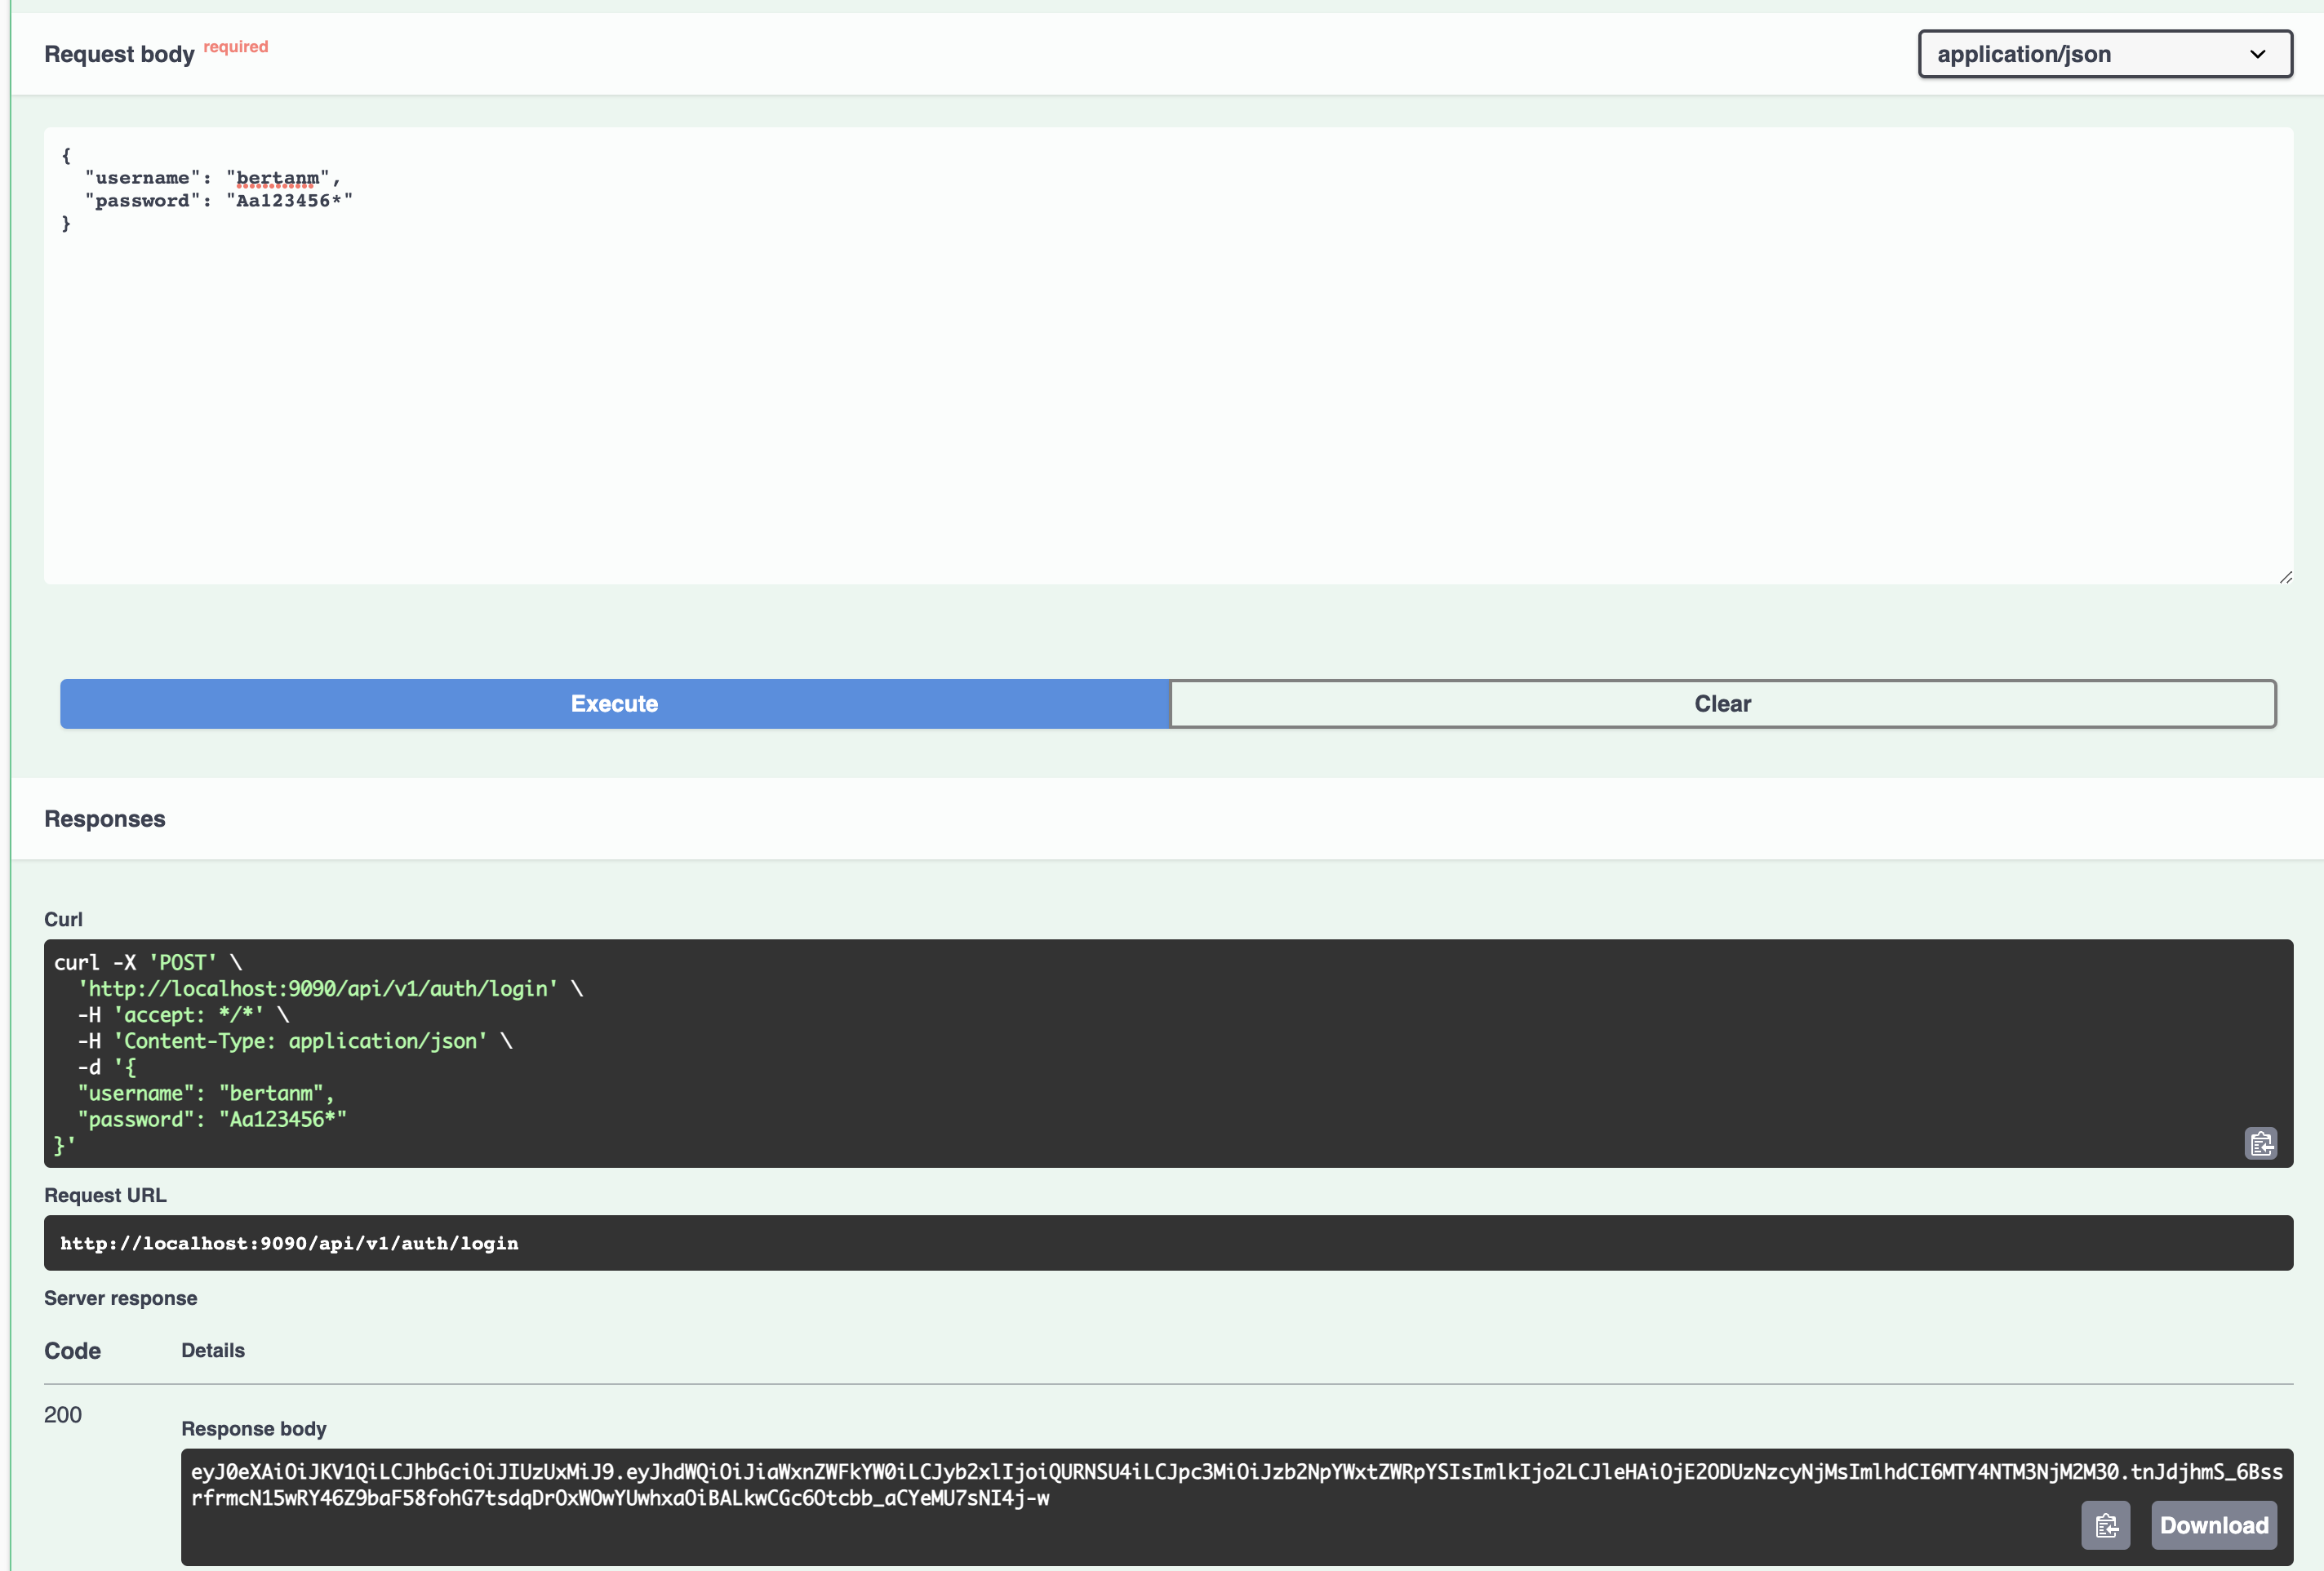 Request body required
application/json
{
"username": "bertanm",
"password": "Aa123456*"
}
Execute
Clear
Responses
Curl
curl -X 'POST' \
'http://localhost:9090/api/v1/auth/login' \
-H 'accept: */*' \
-H 'Content-Type: application/json' \
-d '{
"username": "bertanm",
"password": "Aa123456*"
}'
Request URL
http://localhost:9090/api/v1/auth/login
Server response
Code Details
200
Response body
eyJ0eXAiOiJKV1QiLCJhbGciOiJIUzUxMiJ9.eyJhdWQiOiJiaWxnZWFkYW0iLCJyb2xlIjoiQURNSU4iLCJpc3MiOiJzb2NpYWxtZWRpYSIsImlkIjo2LCJleHAiOjE2ODUzNzcyNjMsImlhdCI6MTY4NTM3NjM2M30.tnJdjhmS_6Bss
rfrmcN15wRY46Z9baF58fohG7tsdqDrOxWOwYUwhxaOiBALkwCGc6Otcbb_aCYeMU7sNI4j-w
Download